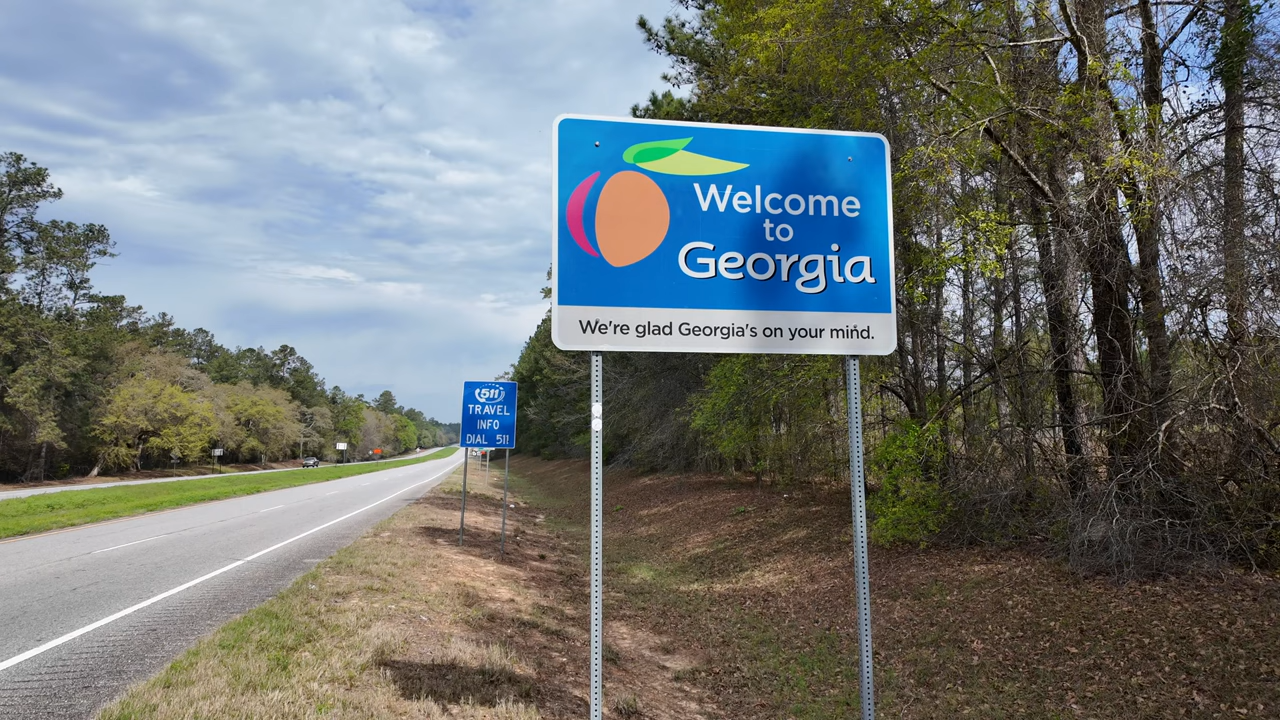 Welcome
to
Georgia
We're glad Georgia's on your mind.
511
TRAVEL
INFO
DIAL 511